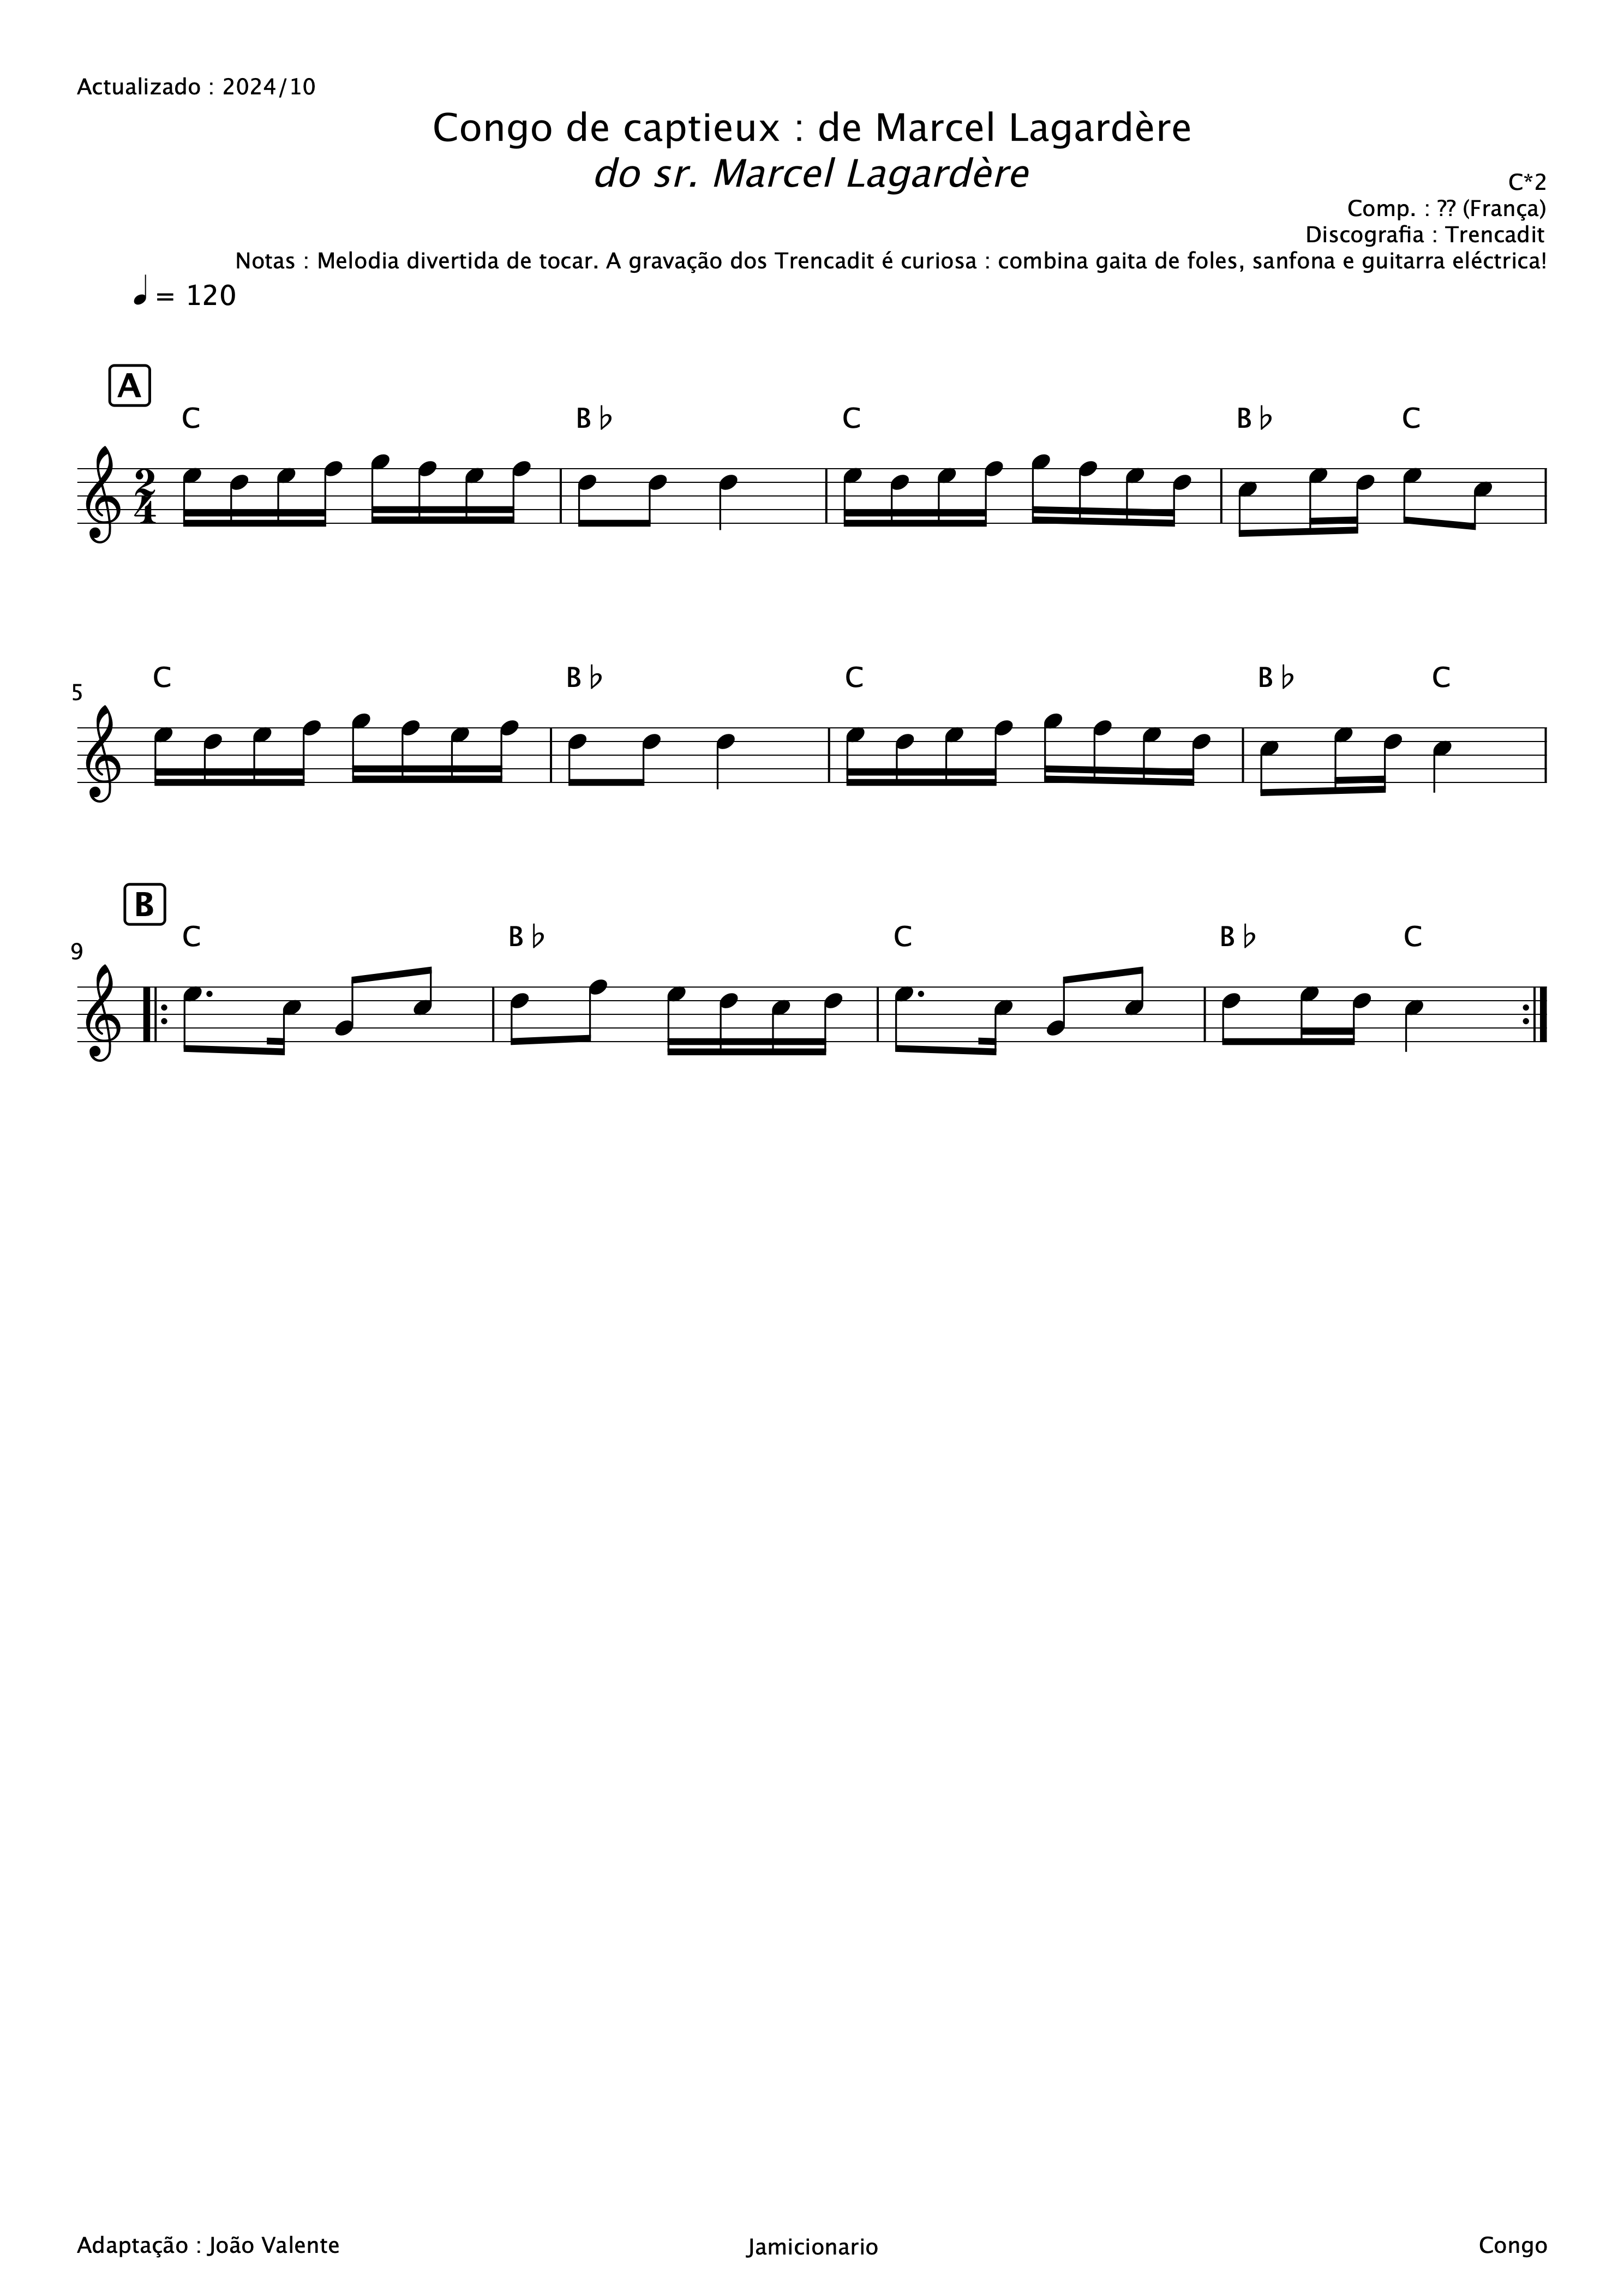 Actualizado : 2024/10
Congo de captieux : de Marcel Lagardère
do sr. Marcel Lagardère
C*2
Comp. : ?? (França)
Discografia : Trencadit
Notas : Melodia divertida de tocar. A gravação dos Trencadit é curiosa : combina gaita de foles, sanfona e guitarra eléctrica!
= 120
A
C B♭ C B♭ C
2
4
C B♭ C B♭ C
5
B
C B♭ C B♭ C
9
Adaptação : João Valente Jamicionario Congo